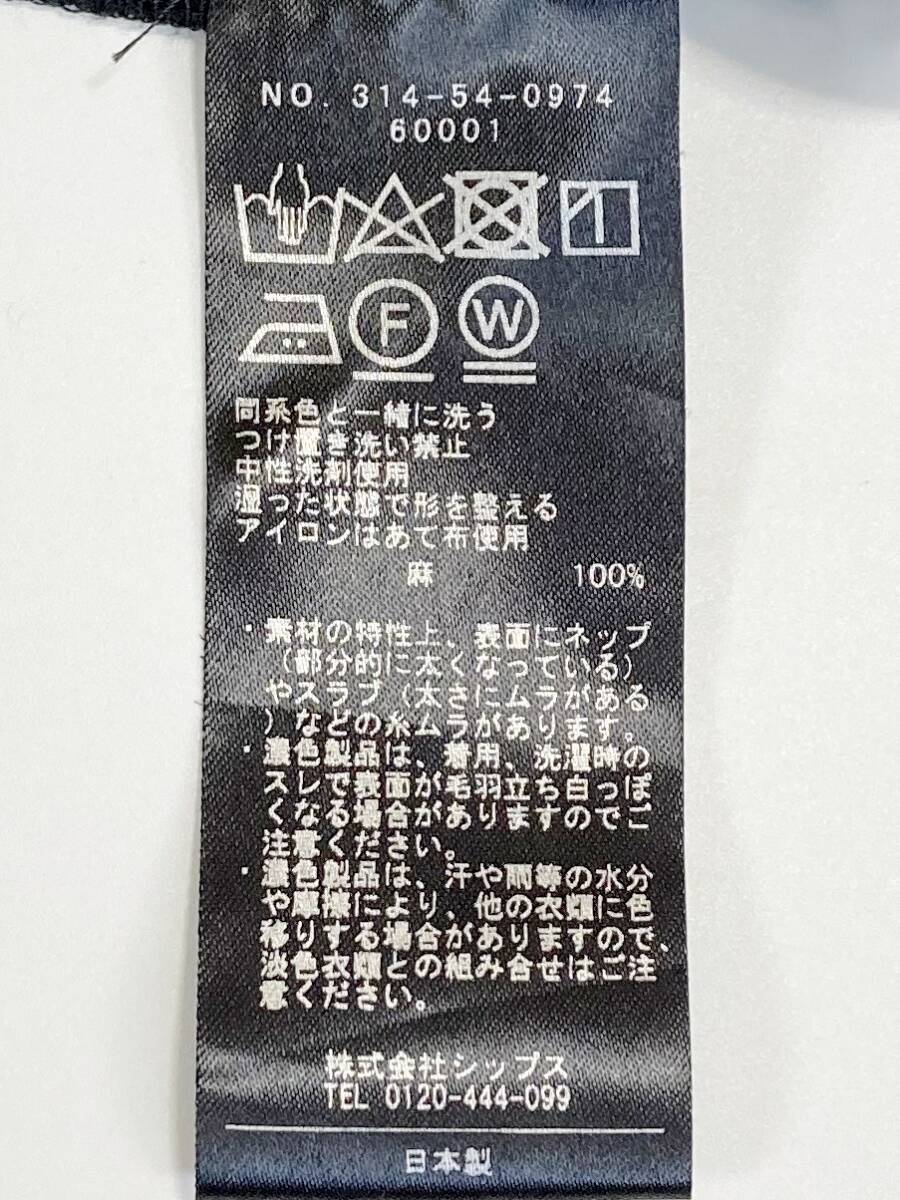 NO. 314-54-0974
60001
F W
同系色と一緒に洗う
つけ置き洗い禁止
中性洗剤使用
湿った状態で形を整える
アイロンはあて布使用
麻 100%
・素材の特性上、表面にネップ
(部分的に太くなっている)
やスラブ(太さにムラがある
)などの糸ムラがあります。
・濃色製品は、着用、洗濯時の
スレで表面が毛羽立ち白っぽ
くなる場合がありますのでご
注意ください。
・濃色製品は、汗や雨等の水分
や摩擦により、他の衣類に色
移りする場合がありますので、
淡色衣類との組み合せはご注
意ください。
株式会社シップス
TEL 0120-444-099
日本製